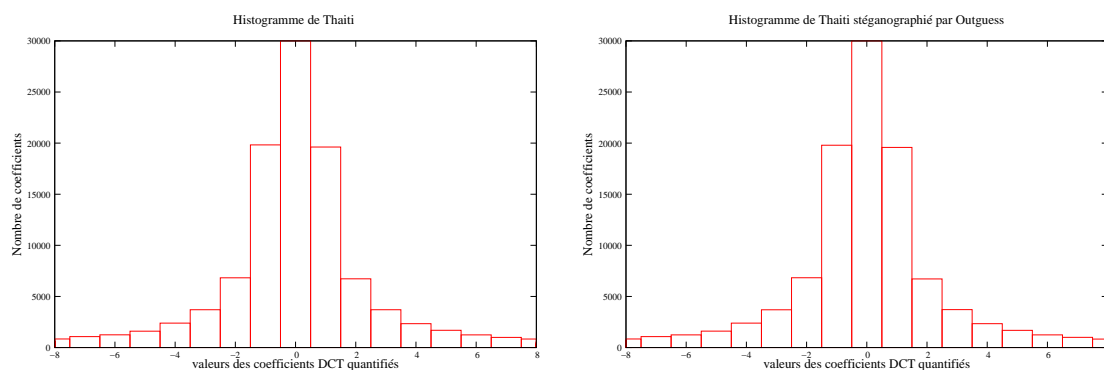 Histogramme de Thaiti
30000
25000
20000
15000
10000
5000
0
Nombre de coefficients
−8 −6 −4 −2 0 2 4 6 8
valeurs des coefficients DCT quantifiés
Histogramme de Thaiti stéganographié par Outguess
30000
25000
20000
15000
10000
5000
0
Nombre de coefficients
−8 −6 −4 −2 0 2 4 6
valeurs des coefficients DCT quantifiés